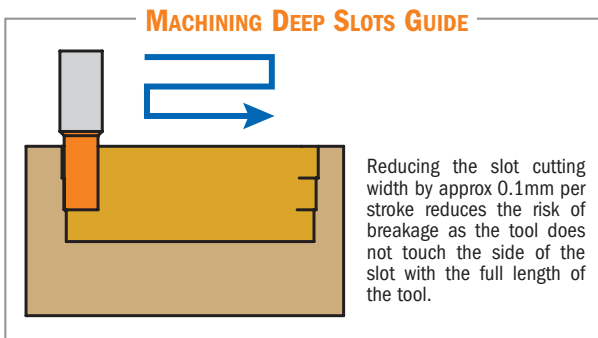 MACHINING DEEP SLOTS GUIDE
Reducing the slot cutting
width by approx 0.1mm per
stroke reduces the risk of
breakage as the tool does
not touch the side of the
slot with the full length of
the tool.